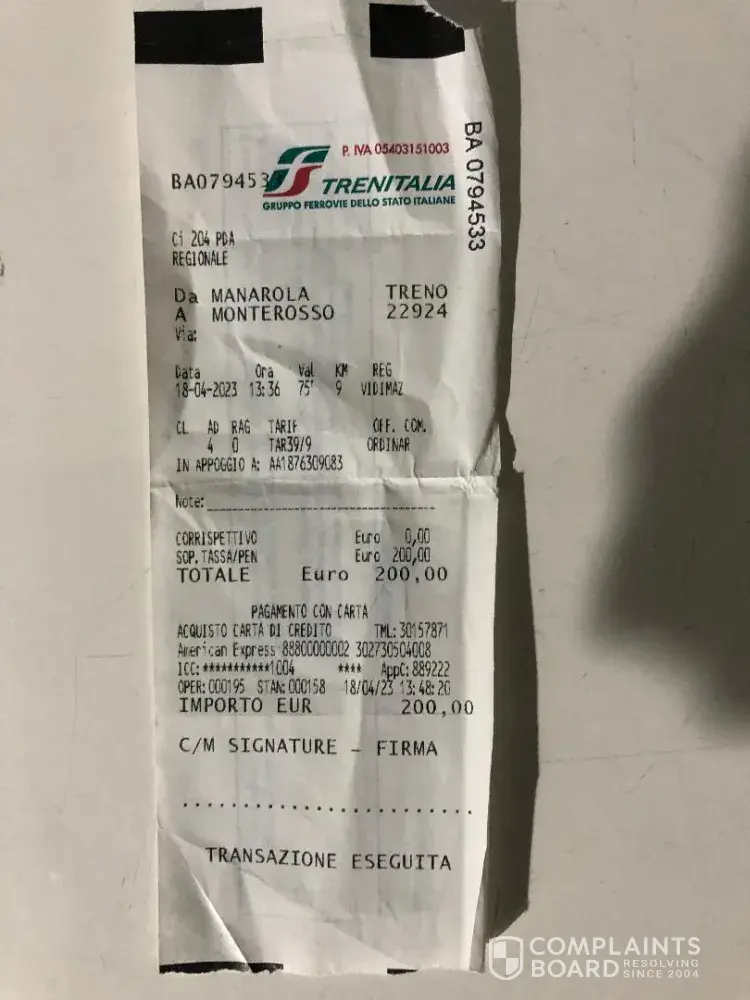 P. IVA 05403151003
BA079453
TRENITALIA
GRUPPO FERROVIE DELLO STATO ITALIANE
BA 0794533
Ci 204 PDA
REGIONALE
Da MANAROLA TRENO
A MONTEROSSO 22924
Via:
Data Ora Val KM REG
18-04-2023 13:36 75' 9 VIDIMAZ
CL AD RAG TARIF OFF. COM.
4 0 TAR39/9 ORDINAR
IN APPOGGIO A: AA1876309083
Note:
CORRISPETTIVO Euro 0,00
SOP.TASSA/PEN Euro 200,00
TOTALE Euro 200,00
PAGAMENTO CON CARTA
ACQUISTO CARTA DI CREDITO TML:30157871
American Express 88800000002 302730504008
ICC:***********1004 **** AppC:889222
OPER:000195 STAN:000158 18/04/23 13:48:20
IMPORTO EUR 200,00
C/M SIGNATURE - FIRMA
TRANSAZIONE ESEGUITA
COMPLAINTS
BOARD RESOLVING SINCE 2004